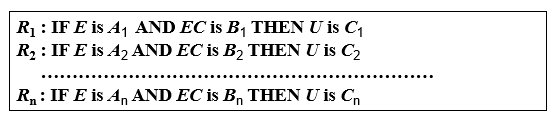 R₁ : IF E is A₁ AND EC is B₁ THEN U is C₁
R₂ : IF E is A₂ AND EC is B₂ THEN U is C₂
………………………………………………………
Rₙ : IF E is Aₙ AND EC is Bₙ THEN U is Cₙ